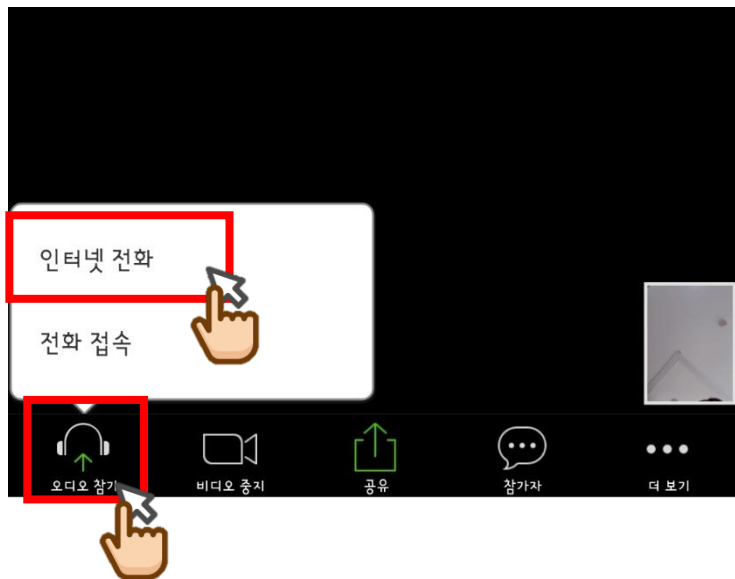 인터넷 전화
전화 접속
오디오 참가
비디오 중지
공유
참가자
더 보기